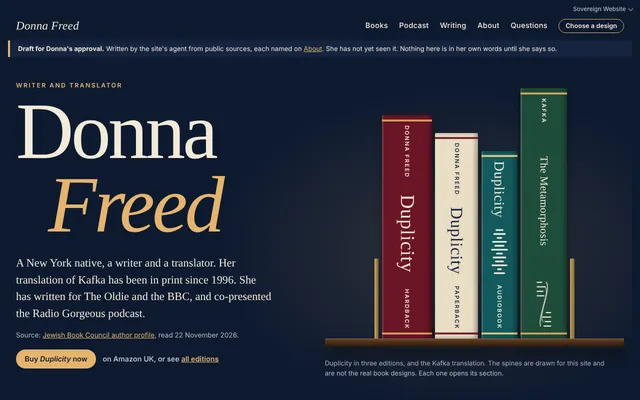 Sovereign Website
Donna Freed
Books Podcast Writing About Questions Choose a design
Draft for Donna's approval. Written by the site's agent from public sources, each named on About. She has not yet seen it. Nothing here is in her own words until she says so.
WRITER AND TRANSLATOR
Donna
Freed
A New York native, a writer and a translator. Her
translation of Kafka has been in print since 1996. She
has written for The Oldie and the BBC, and co-presented
the Radio Gorgeous podcast.
Source: Jewish Book Council author profile, read 22 November 2026.
Buy Duplicity now on Amazon UK, or see all editions
DONNA FREED Duplicity HARDBACK
DONNA FREED Duplicity PAPERBACK
Duplicity AUDIOBOOK
KAFKA The Metamorphosis
Duplicity in three editions, and the Kafka translation. The spines are drawn for this site and
are not the real book designs. Each one opens its section.